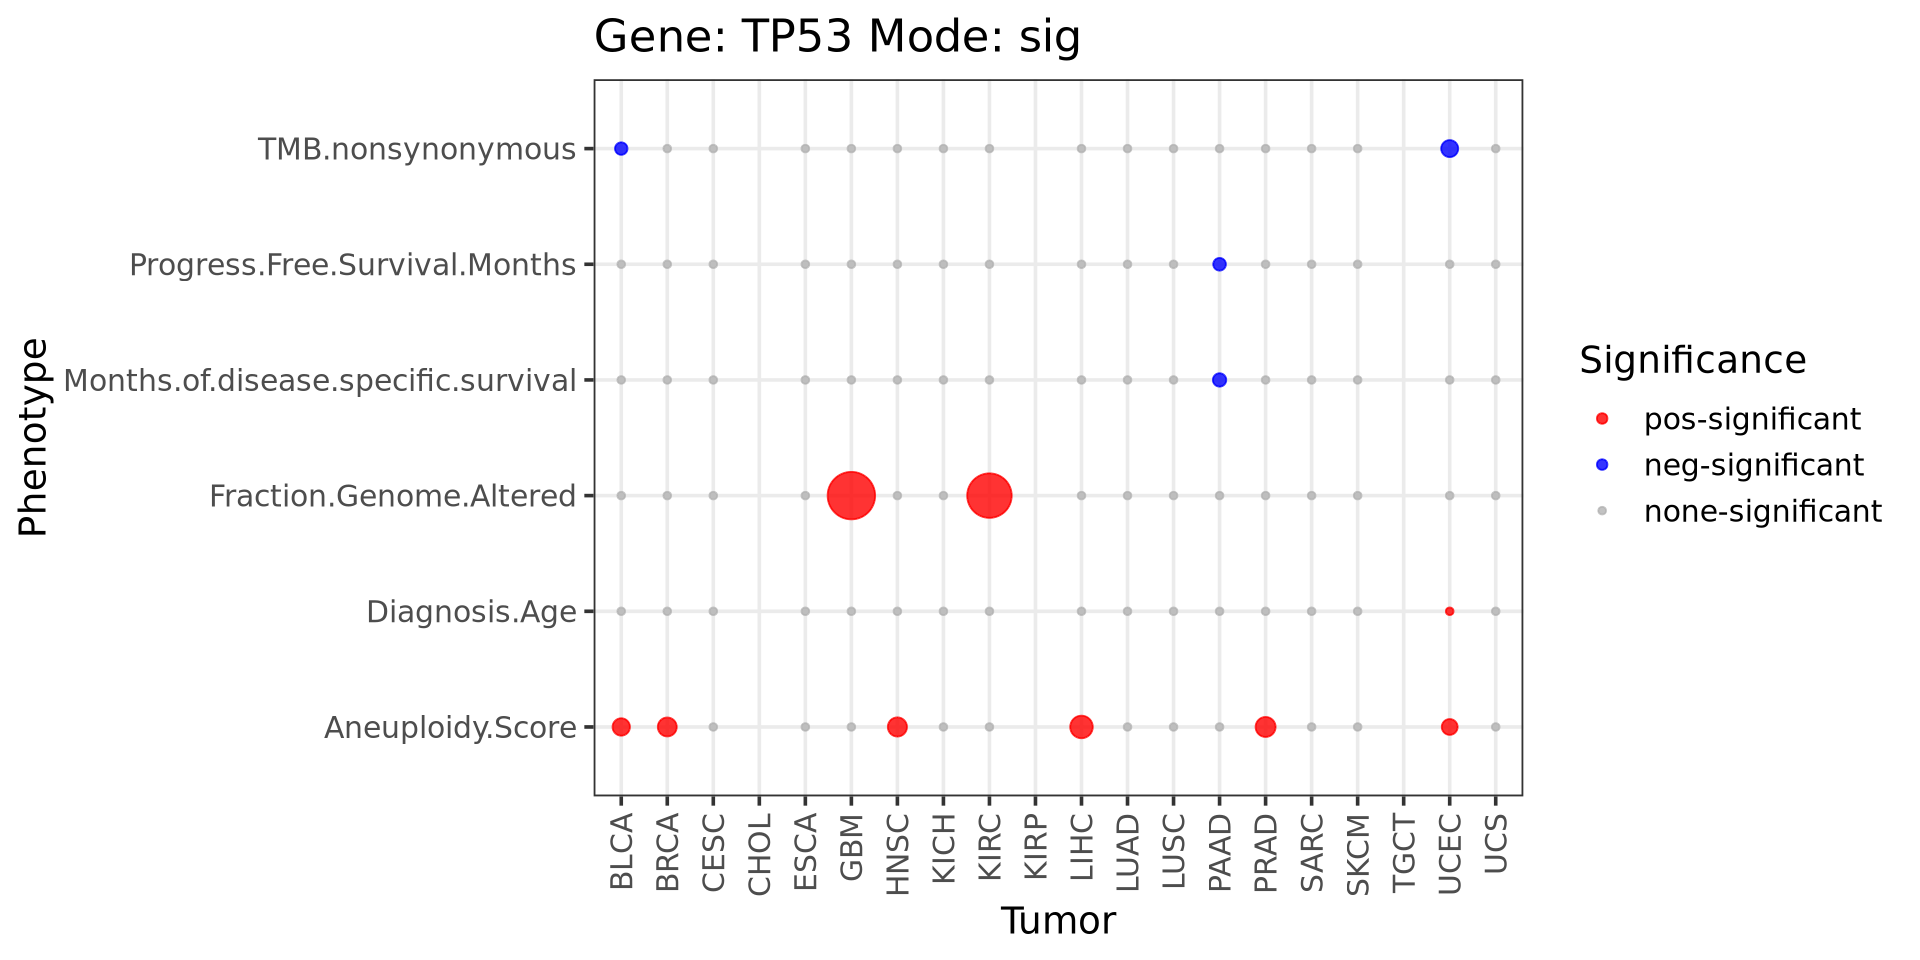 Gene: TP53 Mode: sig
Phenotype
TMB.nonsynonymous
Progress.Free.Survival.Months
Months.of.disease.specific.survival
Fraction.Genome.Altered
Diagnosis.Age
Aneuploidy.Score
BLCA
BRCA
CESC
CHOL
ESCA
GBM
HNSC
KICH
KIRC
KIRP
LIHC
LUAD
LUSC
PAAD
PRAD
SARC
SKCM
TGCT
UCEC
UCS
Tumor
Significance
pos-significant
neg-significant
none-significant